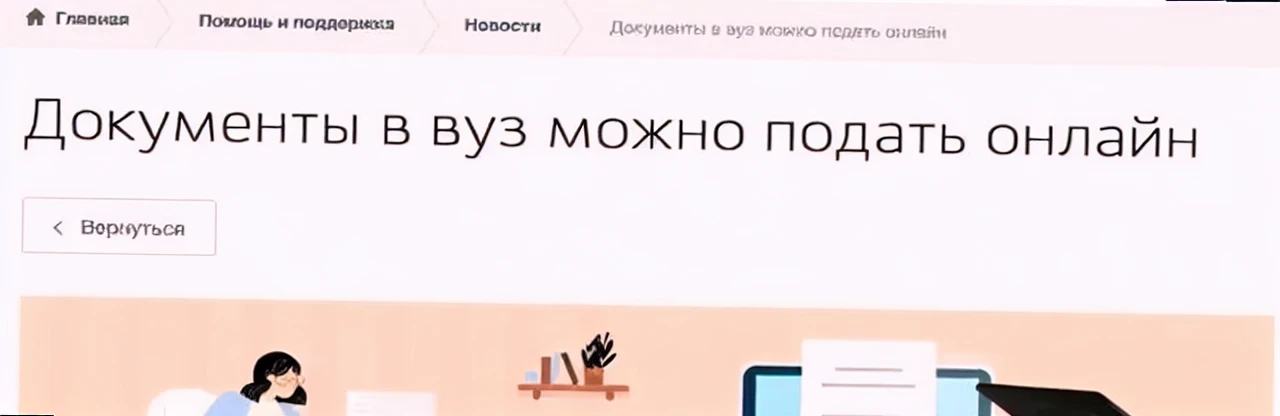 Главная Помощь и поддержка Новости Документы в вуз можно подать онлайн
Документы в вуз можно подать онлайн
Вернуться